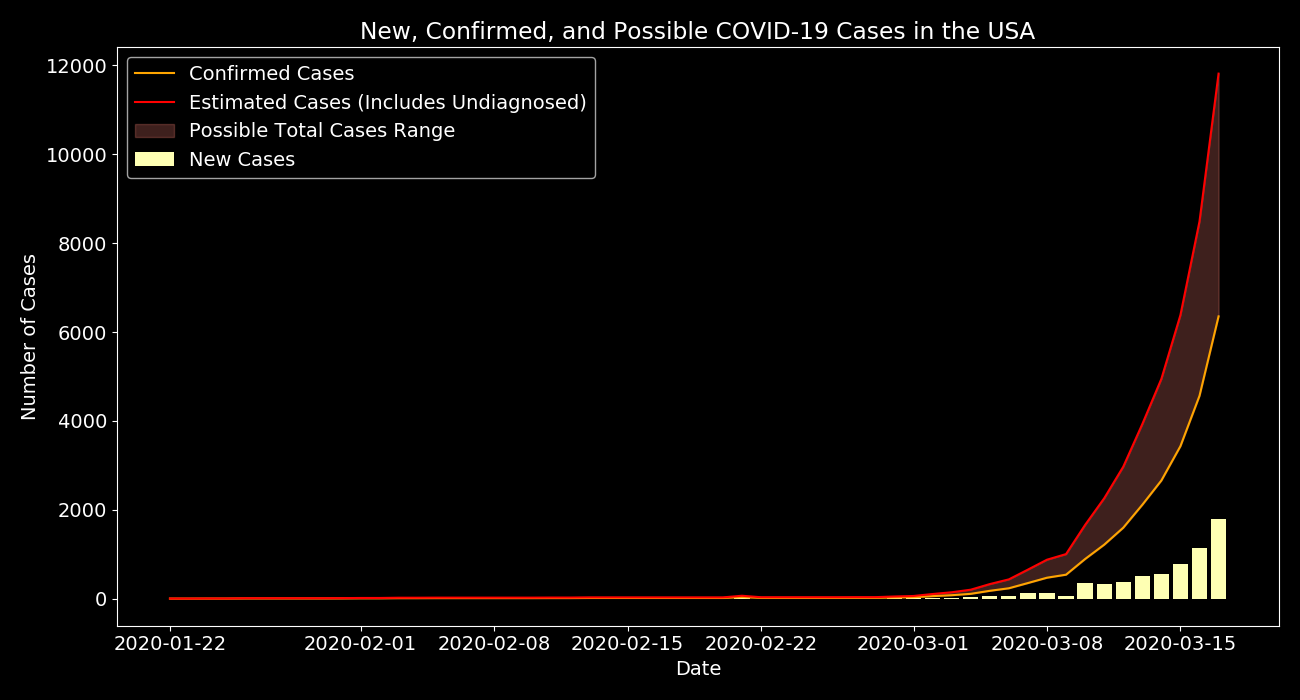 New, Confirmed, and Possible COVID-19 Cases in the USA
Confirmed Cases
Estimated Cases (Includes Undiagnosed)
Possible Total Cases Range
New Cases
12000
10000
8000
6000
4000
2000
0
Number of Cases
2020-01-22
2020-02-01
2020-02-08
2020-02-15
2020-02-22
2020-03-01
2020-03-08
2020-03-15
Date